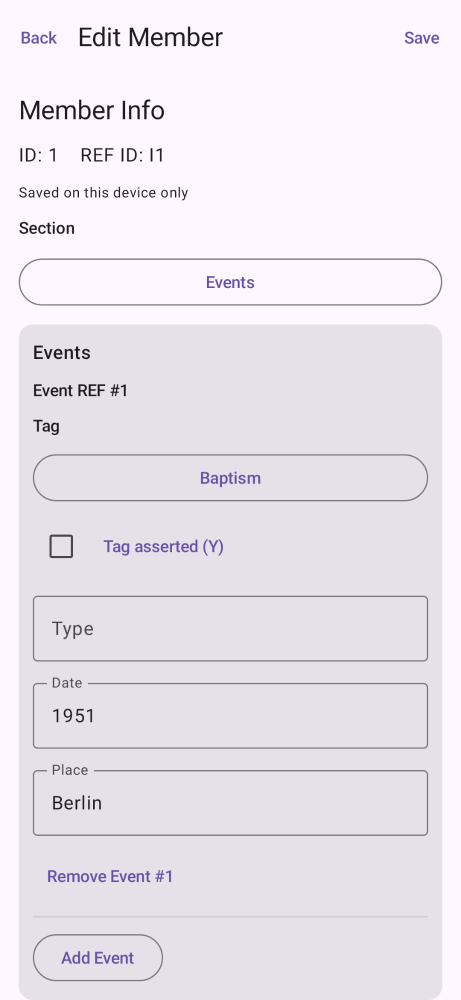 Back Edit Member Save
Member Info
ID: 1 REF ID: I1
Saved on this device only
Section
Events
Events
Event REF #1
Tag
Baptism
Tag asserted (Y)
Type
Date
1951
Place
Berlin
Remove Event #1
Add Event